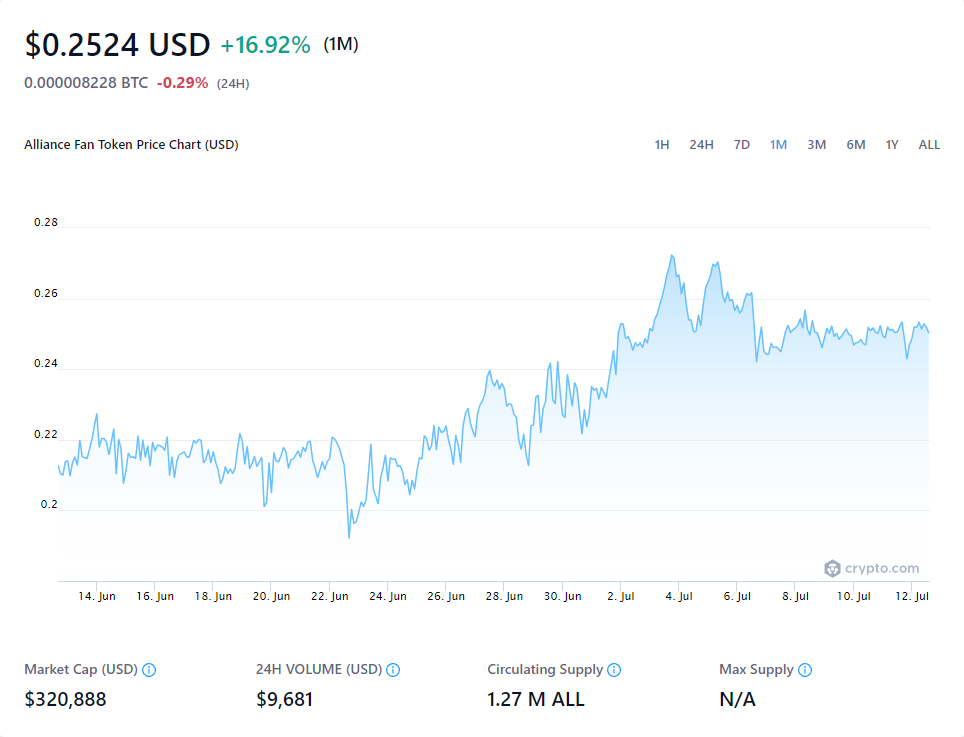 $0.2524 USD +16.92% (1M)
0.000008228 BTC -0.29% (24H)
Alliance Fan Token Price Chart (USD) 1H 24H 7D 1M 3M 6M 1Y ALL
0.28
0.26
0.24
0.22
0.2
crypto.com
14. Jun 16. Jun 18. Jun 20. Jun 22. Jun 24. Jun 26. Jun 28. Jun 30. Jun 2. Jul 4. Jul 6. Jul 8. Jul 10. Jul 12. Jul
Market Cap (USD) 24H VOLUME (USD) Circulating Supply Max Supply
$320,888 $9,681 1.27 M ALL N/A